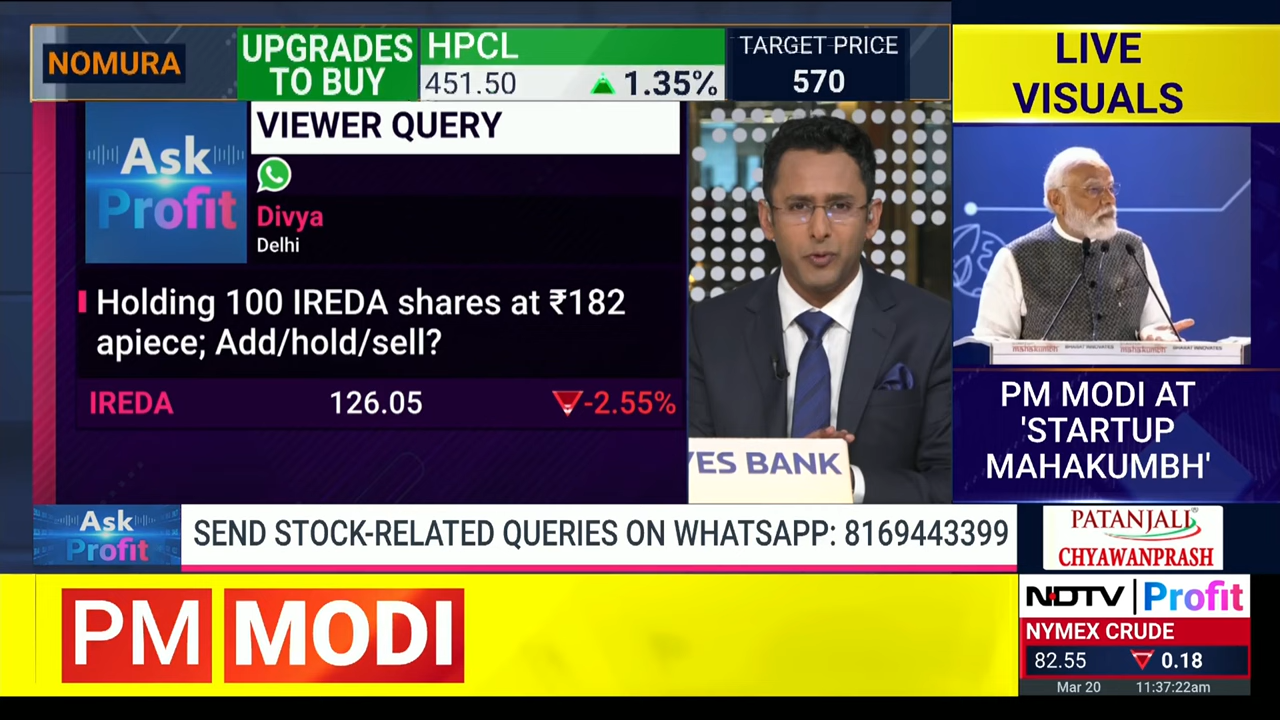 NOMURA
UPGRADES
TO BUY
HPCL
451.50
1.35%
TARGET PRICE
570
LIVE
VISUALS
Ask
Profit
VIEWER QUERY
Divya
Delhi
Holding 100 IREDA shares at ₹182
apiece; Add/hold/sell?
IREDA 126.05 -2.55%
YES BANK
PM MODI AT
'STARTUP
MAHAKUMBH'
Ask
Profit
SEND STOCK-RELATED QUERIES ON WHATSAPP: 8169443399
PATANJALI
CHYAWANPRASH
PM MODI
NDTV Profit
NYMEX CRUDE
82.55 0.18
Mar 20 11:37:22am